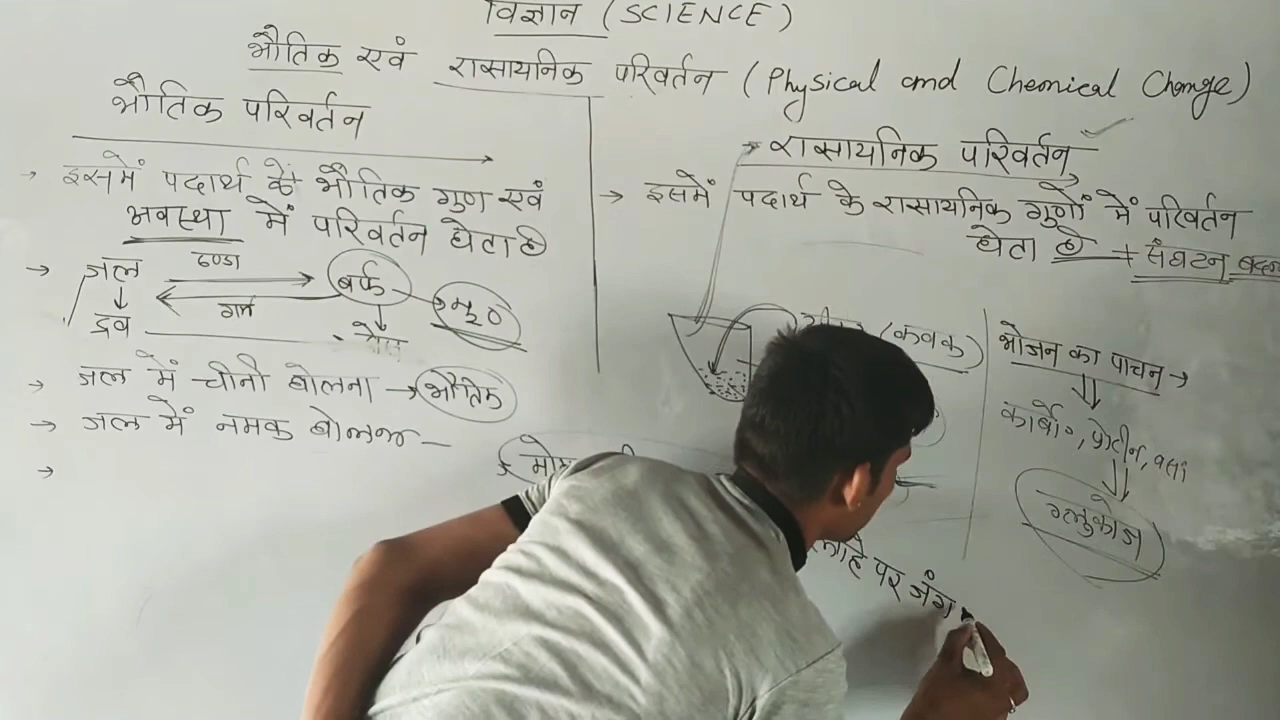 विज्ञान (SCIENCE)
भौतिक एवं रासायनिक परिवर्तन (Physical and Chemical Change)
भौतिक परिवर्तन
→ इसमें पदार्थ के भौतिक गुण एवं
अवस्था में परिवर्तन होता है
→ जल ठण्डा बर्फ
गर्म
द्रव
→ जल में चीनी घोलना → भौतिक
→ जल में नमक घोलना –
→
→ रासायनिक परिवर्तन
→ इसमें पदार्थ के रासायनिक गुणों में परिवर्तन
होता है + संघटन
(कवक)
पर जंग
भोजन का पाचन →
कार्बो॰, प्रोटीन, वसा
ग्लुकोज